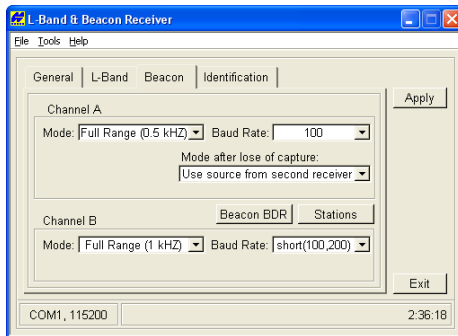 L-Band & Beacon Receiver
File Tools Help
General L-Band Beacon Identification
Apply
Channel A
Mode: Full Range (0.5 kHZ) Baud Rate: 100
Mode after lose of capture:
Use source from second receiver
Beacon BDR Stations
Channel B
Mode: Full Range (1 kHZ) Baud Rate: short(100,200)
Exit
COM1, 115200 2:36:18